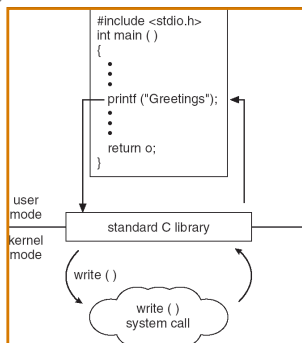 #include <stdio.h>
int main ( )
{
•
•
•
printf ("Greetings");
•
•
•
return o;
}
user
mode
standard C library
kernel
mode
write ( )
write ( )
system call